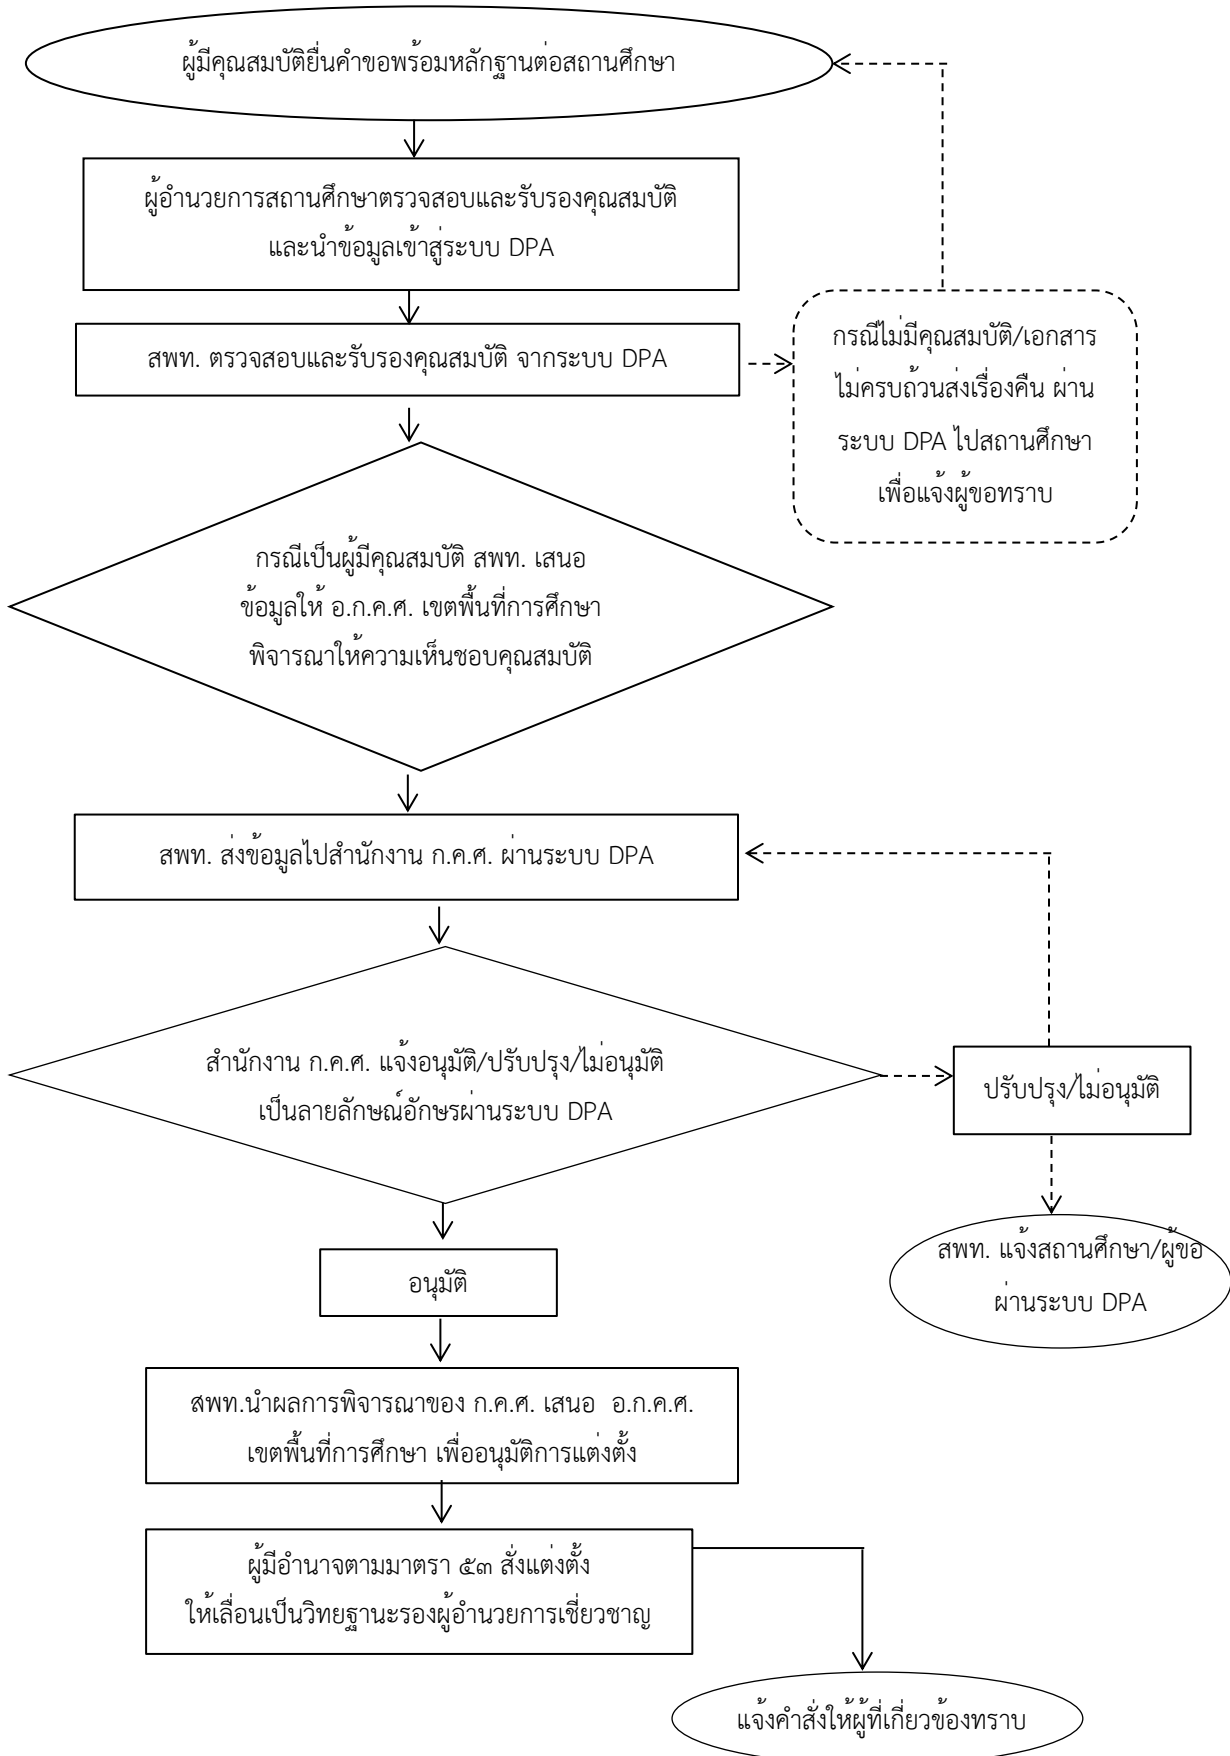 ผู้มีคุณสมบัติยื่นคำขอพร้อมหลักฐานต่อสถานศึกษา
ผู้อำนวยการสถานศึกษาตรวจสอบและรับรองคุณสมบัติ
และนำข้อมูลเข้าสู่ระบบ DPA
สพท. ตรวจสอบและรับรองคุณสมบัติ จากระบบ DPA
กรณีไม่มีคุณสมบัติ/เอกสาร
ไม่ครบถ้วนส่งเรื่องคืน ผ่าน
ระบบ DPA ไปสถานศึกษา
เพื่อแจ้งผู้ขอทราบ
กรณีเป็นผู้มีคุณสมบัติ สพท. เสนอ
ข้อมูลให้ อ.ก.ค.ศ. เขตพื้นที่การศึกษา
พิจารณาให้ความเห็นชอบคุณสมบัติ
สพท. ส่งข้อมูลไปสำนักงาน ก.ค.ศ. ผ่านระบบ DPA
สำนักงาน ก.ค.ศ. แจ้งอนุมัติ/ปรับปรุง/ไม่อนุมัติ
เป็นลายลักษณ์อักษรผ่านระบบ DPA
ปรับปรุง/ไม่อนุมัติ
สพท. แจ้งสถานศึกษา/ผู้ขอ
ผ่านระบบ DPA
อนุมัติ
สพท.นำผลการพิจารณาของ ก.ค.ศ. เสนอ อ.ก.ค.ศ.
เขตพื้นที่การศึกษา เพื่ออนุมัติการแต่งตั้ง
ผู้มีอำนาจตามมาตรา ๕๓ สั่งแต่งตั้ง
ให้เลื่อนเป็นวิทยฐานะรองผู้อำนวยการเชี่ยวชาญ
แจ้งคำสั่งให้ผู้ที่เกี่ยวข้องทราบ